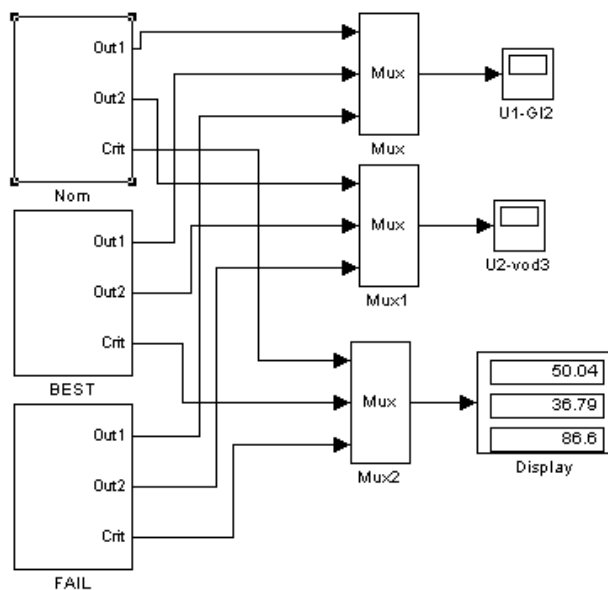 Out1
Out2
Crit
Nom
Out1
Out2
Crit
BEST
Out1
Out2
Crit
FAIL
Mux
Mux
Mux
Mux1
Mux
Mux2
U1-Gl2
U2-vod3
50.04
36.79
86.6
Display